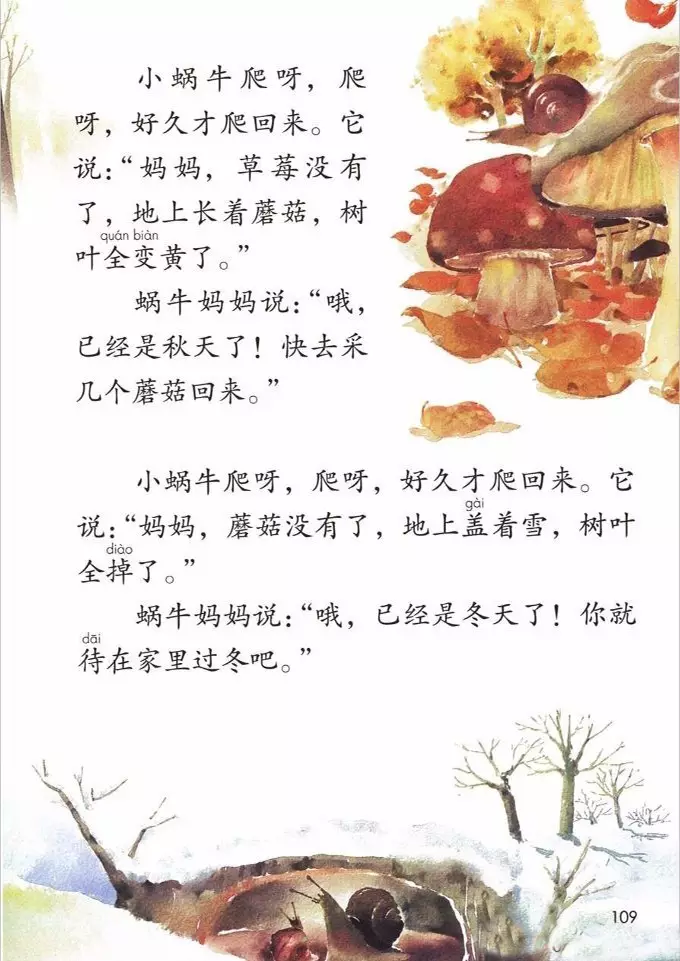 小蜗牛爬呀，爬
呀，好久才爬回来。它
说：“妈妈，草莓没有
了，地上长着蘑菇，树
quán biàn
叶全变黄了。”
蜗牛妈妈说：“哦，
已经是秋天了！快去采
几个蘑菇回来。”
小蜗牛爬呀，爬呀，好久才爬回来。它
gài
说：“妈妈，蘑菇没有了，地上盖着雪，树叶
diào
全掉了。”
蜗牛妈妈说：“哦，已经是冬天了！你就
dāi
待在家里过冬吧。”
109